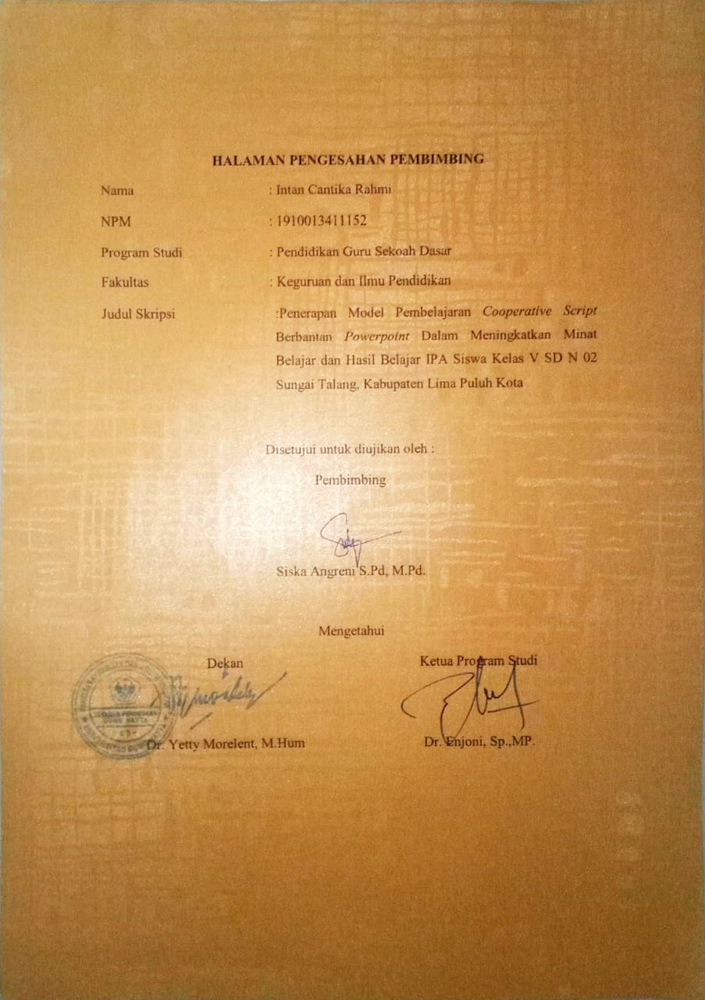 HALAMAN PENGESAHAN PEMBIMBING
Nama : Intan Cantika Rahmi
NPM : 1910013411152
Program Studi : Pendidikan Guru Sekoah Dasar
Fakultas : Keguruan dan Ilmu Pendidikan
Judul Skripsi :Penerapan Model Pembelajaran Cooperative Script
Berbantan Powerpoint Dalam Meningkatkan Minat
Belajar dan Hasil Belajar IPA Siswa Kelas V SD N 02
Sungai Talang, Kabupaten Lima Puluh Kota
Disetujui untuk diujikan oleh :
Pembimbing
Siska Angreni S.Pd, M.Pd.
Mengetahui
Dekan Ketua Program Studi
Dr. Yetty Morelent, M.Hum Dr. Enjoni, Sp.,MP.